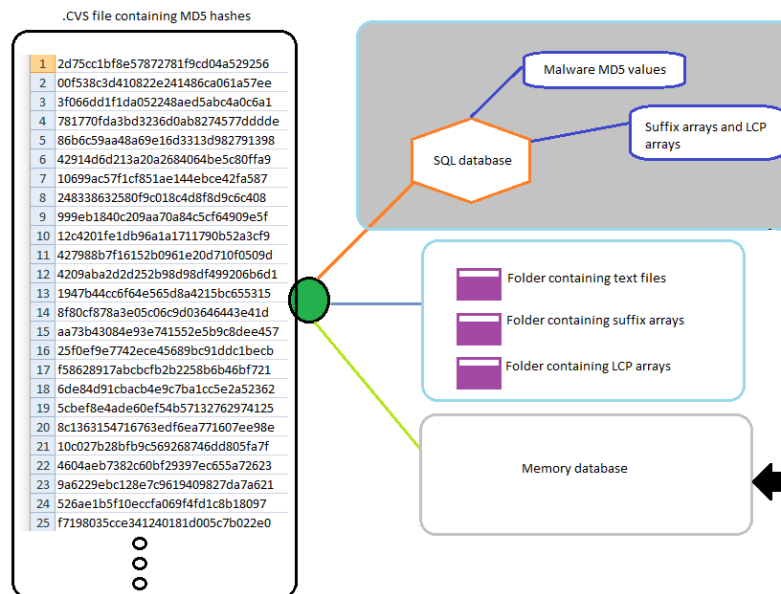 .CVS file containing MD5 hashes
1 2d75cc1bf8e57872781f9cd04a529256
2 00f538c3d410822e241486ca061a57ee
3 3f066dd1f1da052248aed5abc4a0c6a1
4 781770fda3bd3236d0ab8274577dddde
5 86b6c59aa48a69e16d3313d982791398
6 42914d6d213a20a2684064be5c80ffa9
7 10699ac57f1cf851ae144ebce42fa587
8 248338632580f9c018c4d8f8d9c6c408
9 999eb1840c209aa70a84c5cf64909e5f
10 12c4201fe1db96a1a1711790b52a3cf9
11 427988b7f16152b0961e20d710f0509d
12 4209aba2d2d252b98d98df499206b6d1
13 1947b44cc6f64e565d8a4215bc655315
14 8f80cf878a3e05c06c9d03646443e41d
15 aa73b43084e93e741552e5b9c8dee457
16 25f0ef9e7742ece45689bc91ddc1becb
17 f58628917abcbcfb2b2258b6b46bf721
18 6de84d91cbacb4e9c7ba1cc5e2a52362
19 5cbef8e4ade60ef54b57132762974125
20 8c1363154716763edf6ea771607ee98e
21 10c027b28bfb9c569268746dd805fa7f
22 4604aeb7382c60bf29397ec655a72623
23 9a6229ebc128e7c9619409827da7a621
24 526ae1b5f10eccfa069f4fd1c8b18097
25 f7198035cce341240181d005c7b022e0
Malware MD5 values
Suffix arrays and LCP
arrays
SQL database
Folder containing text files
Folder containing suffix arrays
Folder containing LCP arrays
Memory database